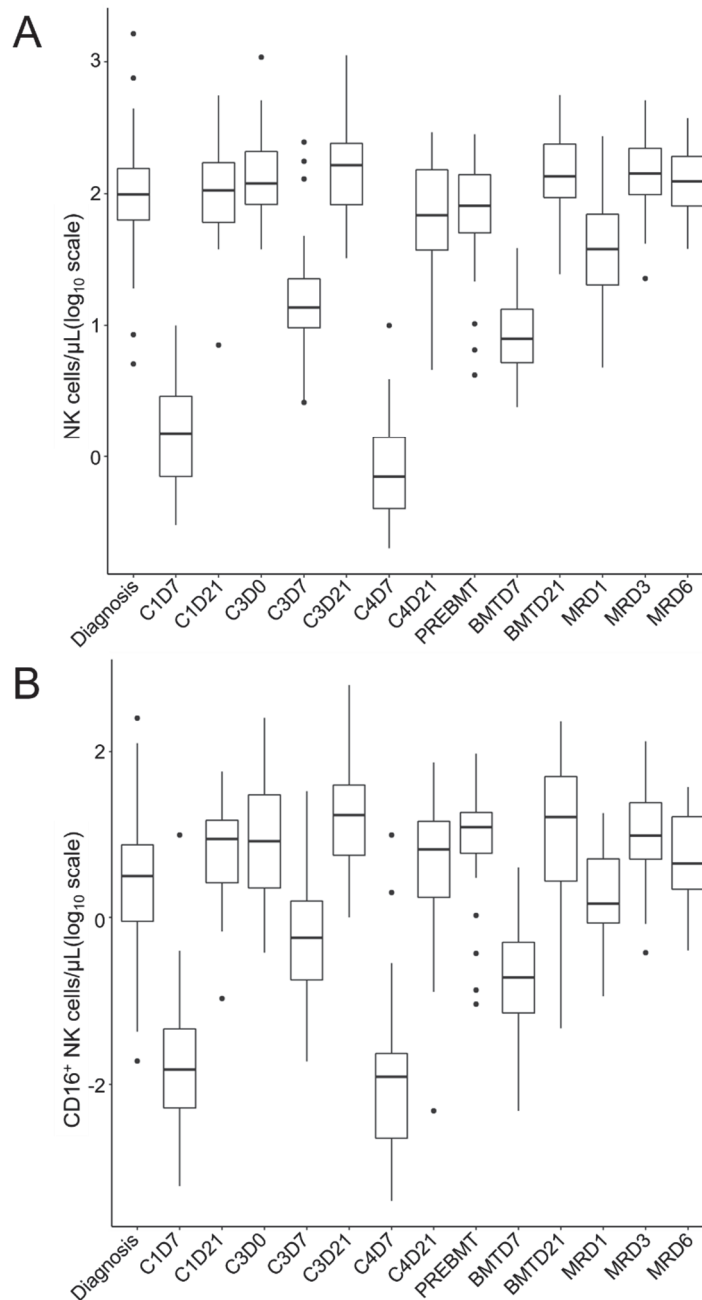 A
NK cells/µL(log₁₀ scale)
3
2
1
0
Diagnosis
C1D7
C1D21
C3D0
C3D7
C3D21
C4D7
C4D21
PREBMT
BMTD7
BMTD21
MRD1
MRD3
MRD6
B
CD16⁺ NK cells/µL(log₁₀ scale)
2
0
-2
Diagnosis
C1D7
C1D21
C3D0
C3D7
C3D21
C4D7
C4D21
PREBMT
BMTD7
BMTD21
MRD1
MRD3
MRD6